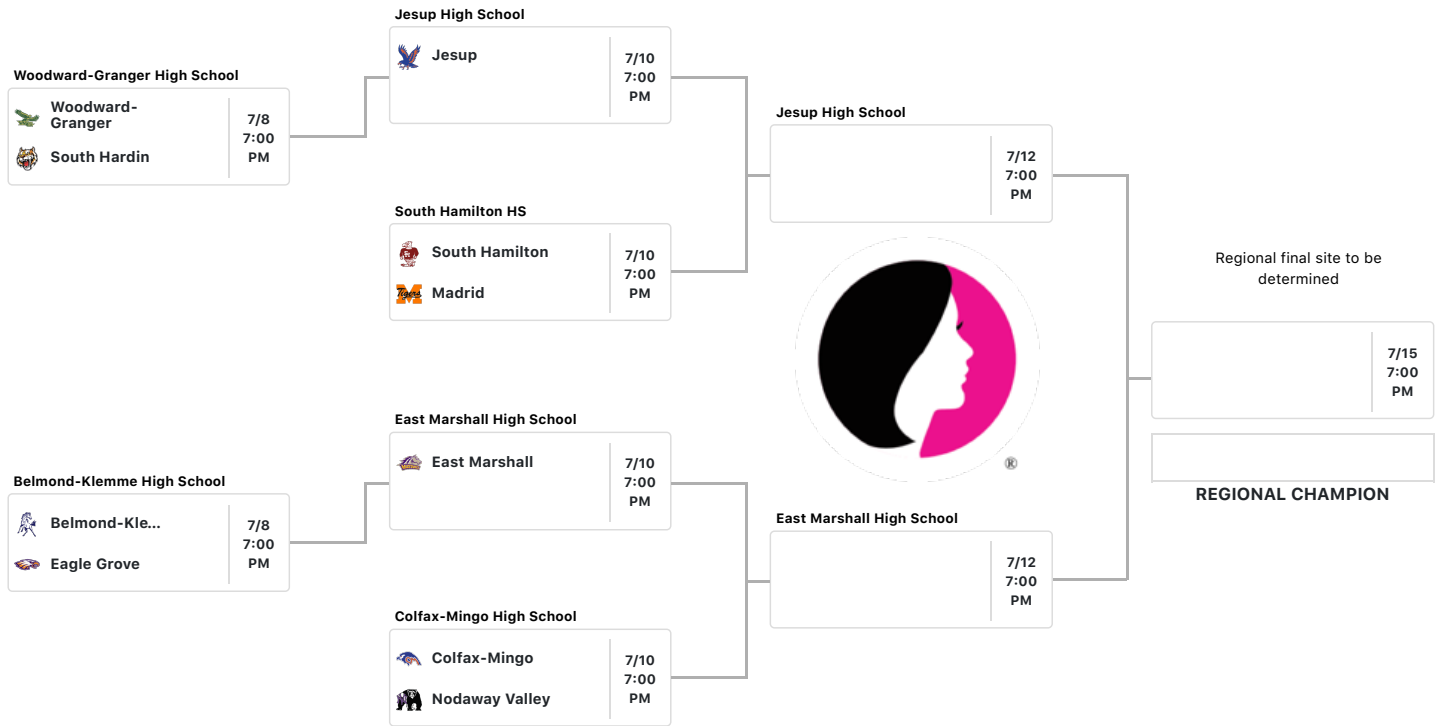 Woodward-Granger High School
Woodward-
Granger
South Hardin
7/8
7:00
PM
Belmond-Klemme High School
Belmond-Kle...
Eagle Grove
7/8
7:00
PM
Jesup High School
Jesup
7/10
7:00
PM
South Hamilton HS
South Hamilton
Tigers
M
Madrid
7/10
7:00
PM
East Marshall High School
East Marshall
7/10
7:00
PM
Colfax-Mingo High School
Colfax-Mingo
Nodaway Valley
7/10
7:00
PM
Jesup High School
7/12
7:00
PM
®
East Marshall High School
7/12
7:00
PM
Regional final site to be
determined
7/15
7:00
PM
REGIONAL CHAMPION